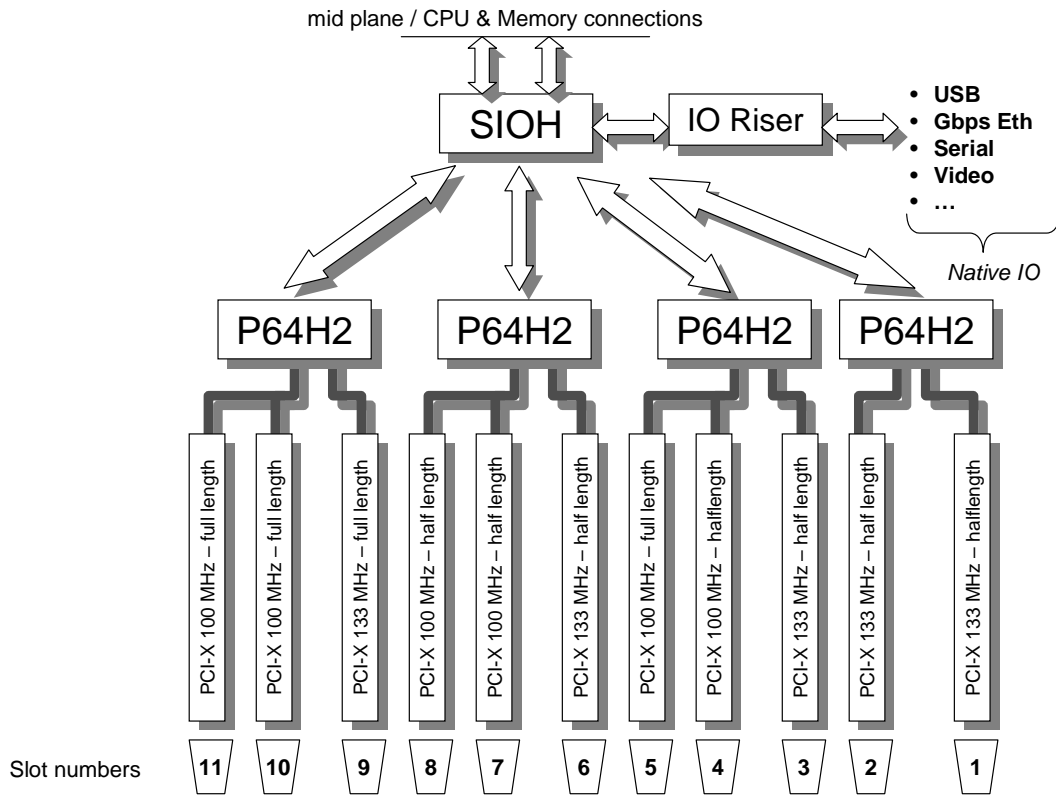 mid plane / CPU & Memory connections
SIOH
IO Riser
• USB
• Gbps Eth
• Serial
• Video
• …
Native IO
P64H2
P64H2
P64H2
P64H2
PCI-X 100 MHz – full length
PCI-X 100 MHz – full length
PCI-X 133 MHz – full length
PCI-X 100 MHz – half length
PCI-X 100 MHz – half length
PCI-X 133 MHz – half length
PCI-X 100 MHz – full length
PCI-X 100 MHz – halflength
PCI-X 133 MHz – half length
PCI-X 133 MHz – half length
PCI-X 133 MHz – halflength
Slot numbers 11 10 9 8 7 6 5 4 3 2 1